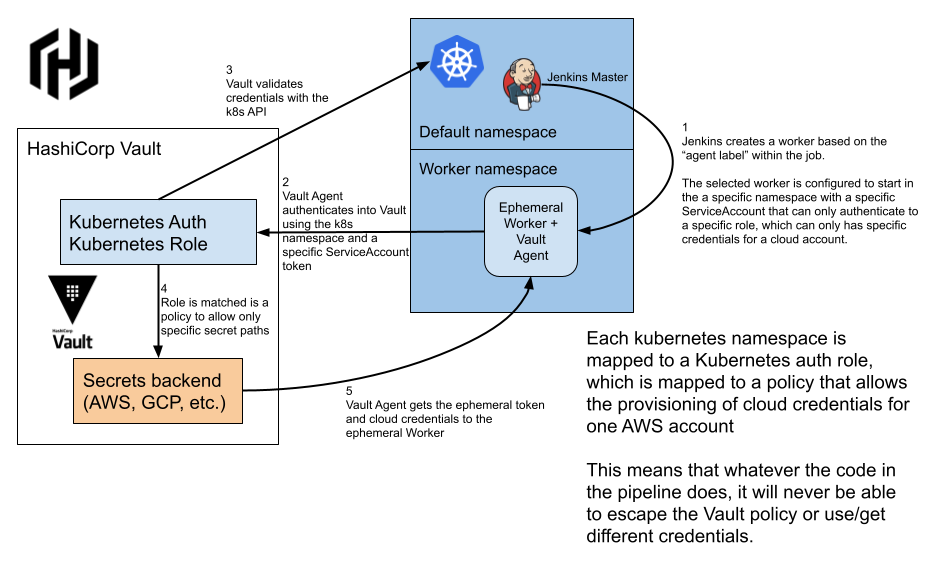 Jenkins Master
Default namespace
Worker namespace
Ephemeral
Worker +
Vault
Agent
HashiCorp Vault
Kubernetes Auth
Kubernetes Role
HashiCorp
Vault
Secrets backend
(AWS, GCP, etc.)
1
Jenkins creates a worker based on the
“agent label” within the job.
The selected worker is configured to start in
the a specific namespace with a specific
ServiceAccount that can only authenticate to
a specific role, which can only has specific
credentials for a cloud account.
2
Vault Agent
authenticates into Vault
using the k8s
namespace and a
specific ServiceAccount
token
3
Vault validates
credentials with the
k8s API
4
Role is matched is a
policy to allow only
specific secret paths
5
Vault Agent gets the ephemeral token
and cloud credentials to the
ephemeral Worker
Each kubernetes namespace is
mapped to a Kubernetes auth role,
which is mapped to a policy that allows
the provisioning of cloud credentials for
one AWS account
This means that whatever the code in
the pipeline does, it will never be able
to escape the Vault policy or use/get
different credentials.